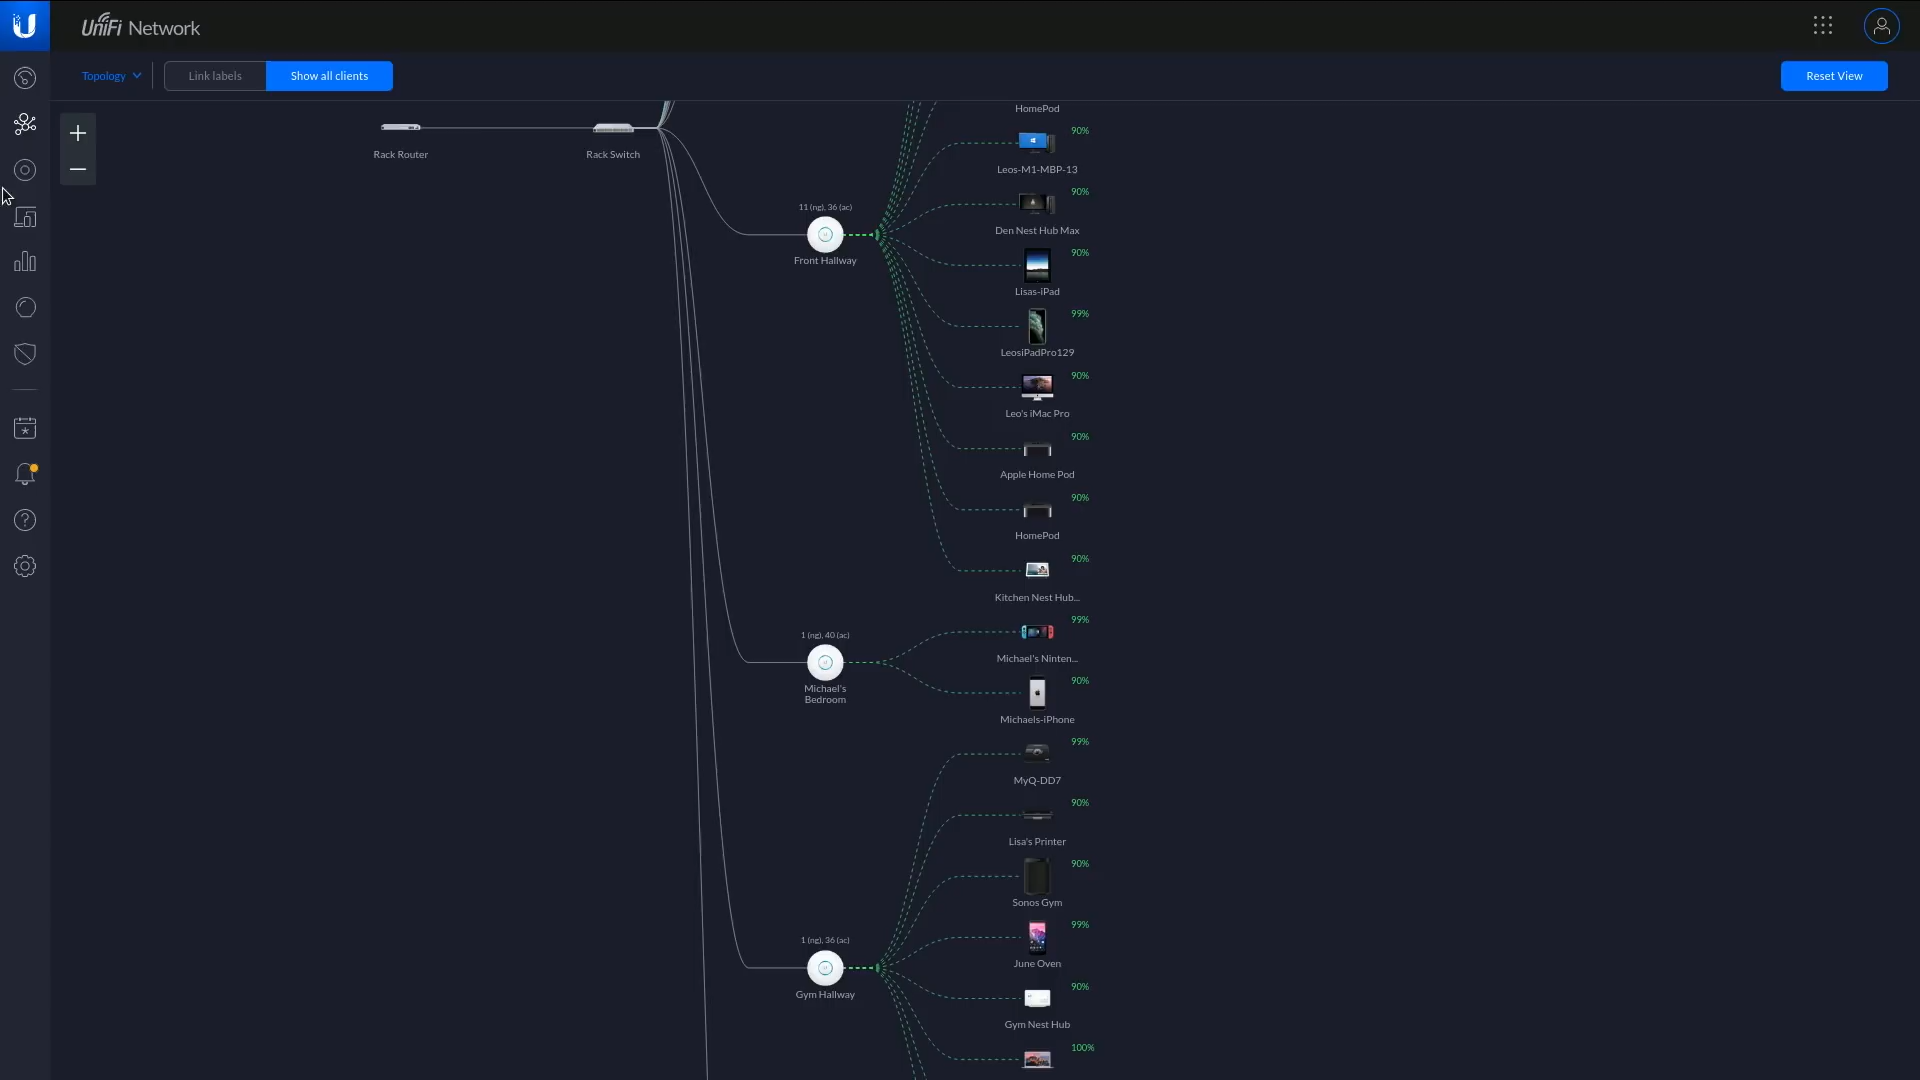 UniFi Network
Topology
Link labels
Show all clients
Reset View
HomePod
90%
Rack Router
Rack Switch
Leos-M1-MBP-13
90%
11 (ng), 36 (ac)
Den Nest Hub Max
90%
Front Hallway
Lisas-iPad
99%
LeosiPadPro129
90%
Leo's iMac Pro
90%
Apple Home Pod
90%
HomePod
90%
Kitchen Nest Hub...
99%
1 (ng), 40 (ac)
Michael's Ninten...
90%
Michael's
Bedroom
Michaels-iPhone
99%
MyQ-DD7
90%
Lisa's Printer
90%
Sonos Gym
99%
1 (ng), 36 (ac)
June Oven
90%
Gym Hallway
Gym Nest Hub
100%